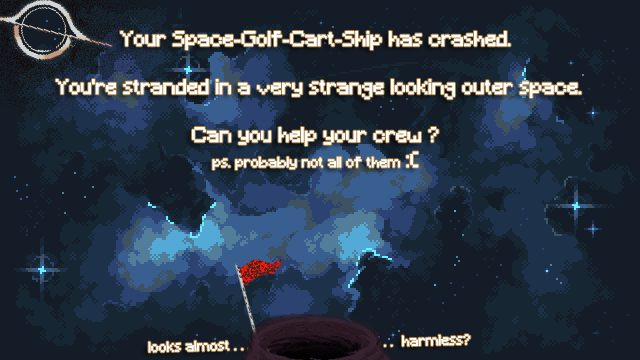 Your Space-Golf-Cart-Ship has crashed.
You're stranded in a very strange looking outer space.
Can you help your crew ?
ps. probably not all of them :C
looks almost . . . . harmless?